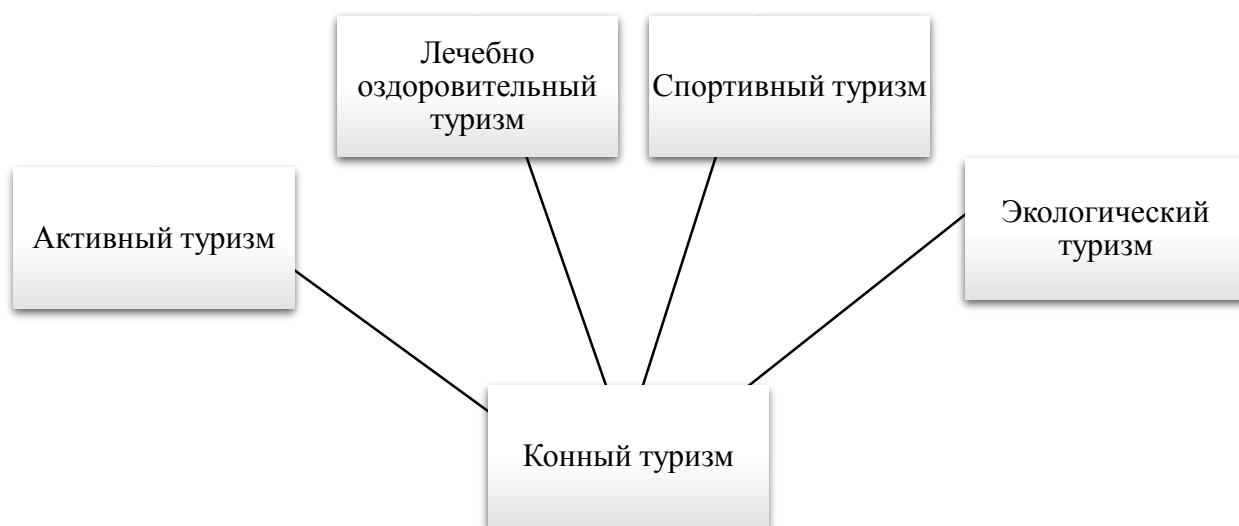 Лечебно
оздоровительный
туризм
Спортивный туризм
Активный туризм
Экологический
туризм
Конный туризм